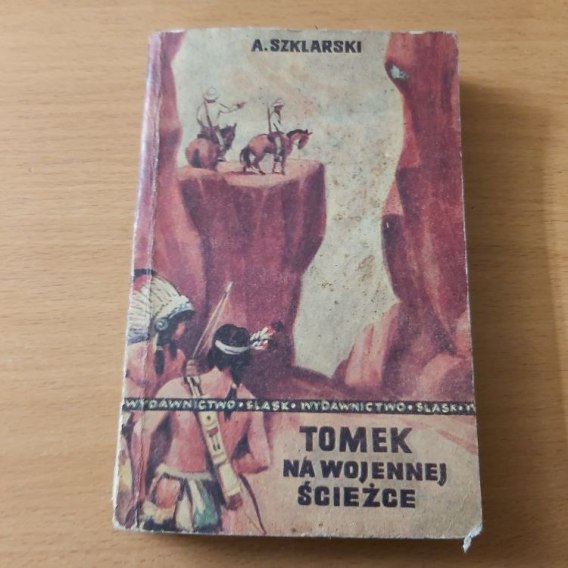 A. SZKLARSKI
WYDAWNICTWO • ŚLĄSK • WYDAWNICTWO • ŚLĄSK • W
TOMEK
NA WOJENNEJ
ŚCIEŻCE